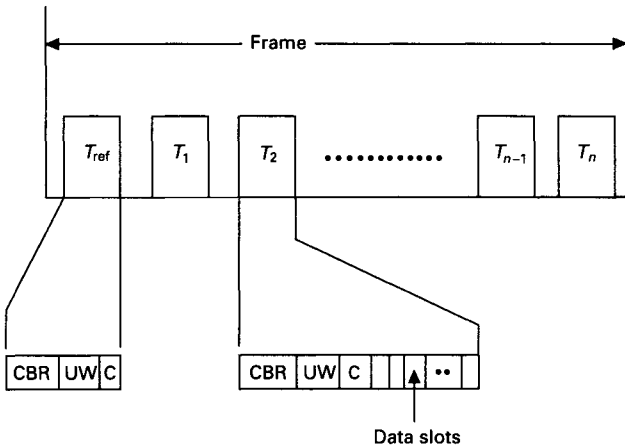 Frame
T_ref T_1 T_2 •••••••••••• T_{n-1} T_n
CBR UW C CBR UW C ••
Data slots